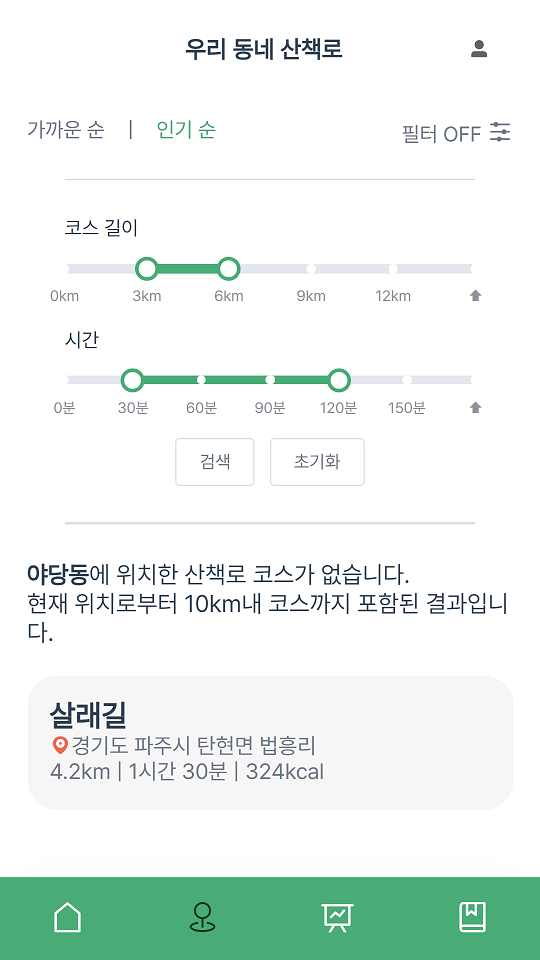 우리 동네 산책로
가까운 순 | 인기 순
필터 OFF
코스 길이
0km 3km 6km 9km 12km
시간
0분 30분 60분 90분 120분 150분
검색 초기화
야당동에 위치한 산책로 코스가 없습니다.
현재 위치로부터 10km내 코스까지 포함된 결과입니
다.
살래길
경기도 파주시 탄현면 법흥리
4.2km | 1시간 30분 | 324kcal